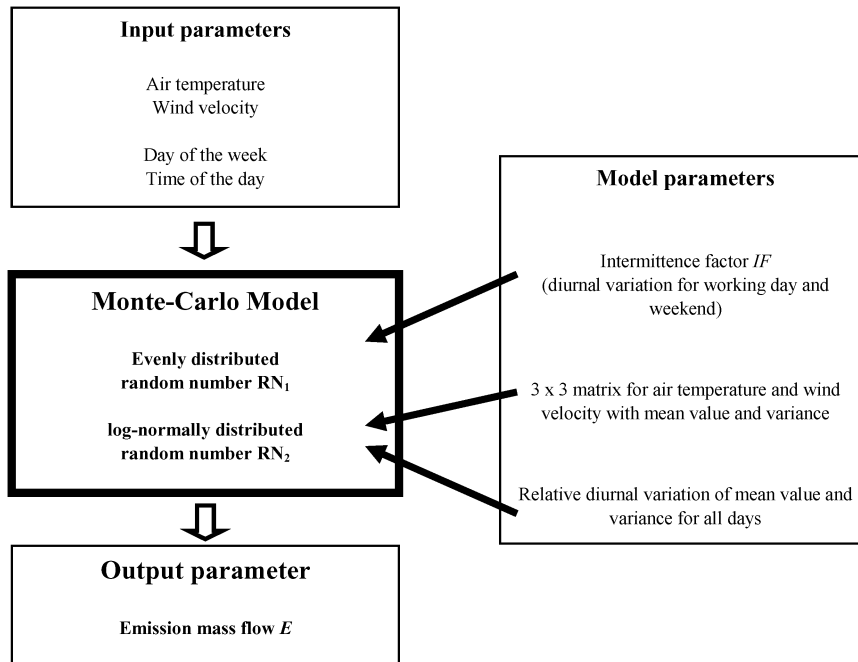 Input parameters
Air temperature
Wind velocity
Day of the week
Time of the day
Monte-Carlo Model
Evenly distributed
random number RN₁
log-normally distributed
random number RN₂
Output parameter
Emission mass flow E
Model parameters
Intermittence factor IF
(diurnal variation for working day and
weekend)
3 x 3 matrix for air temperature and wind
velocity with mean value and variance
Relative diurnal variation of mean value and
variance for all days